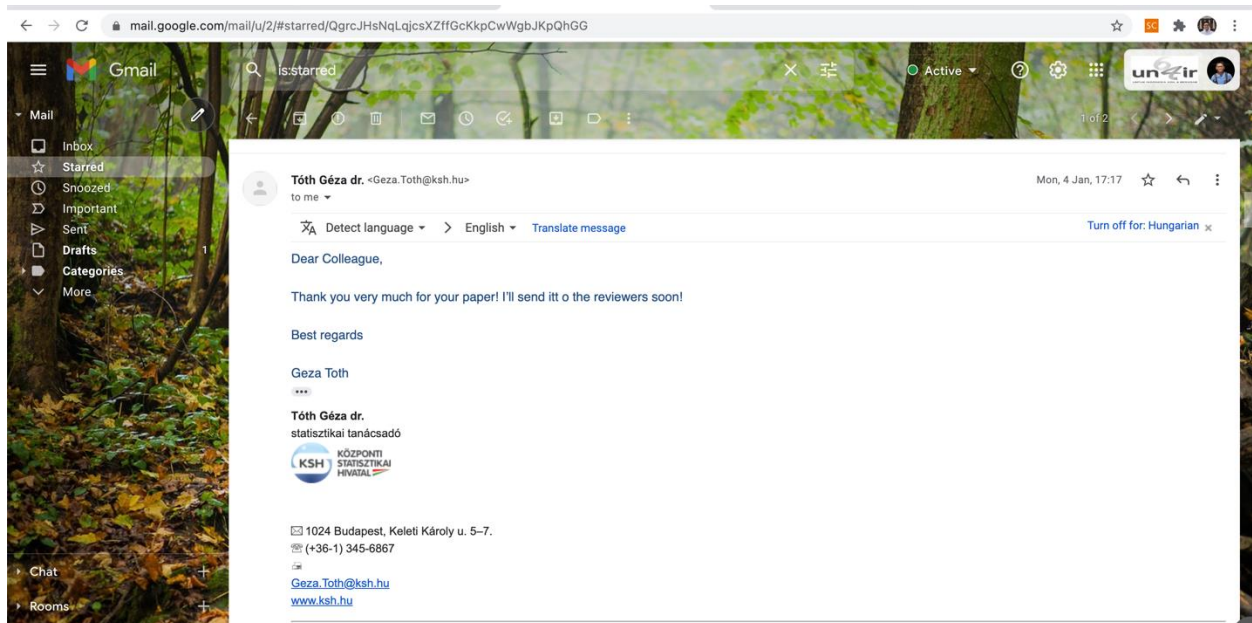 mail.google.com/mail/u/2/#starred/QgrcJHsNqLqjcsXZffGcKkpCwWgbJKpQhGG
SC
Gmail
is:starred
Active
Mail
Inbox
Starred
Snoozed
Important
Sent
Drafts 1
Categories
More
1 of 2
Tóth Géza dr. <Geza.Toth@ksh.hu>
Mon, 4 Jan, 17:17
to me
Detect language > English Translate message
Turn off for: Hungarian x
Dear Colleague,
Thank you very much for your paper! I'll send itt o the reviewers soon!
Best regards
Geza Toth
•••
Tóth Géza dr.
statisztikai tanácsadó
KSH KÖZPONTI
STATISZTIKAI
HIVATAL
1024 Budapest, Keleti Károly u. 5–7.
(+36-1) 345-6867
Geza.Toth@ksh.hu
www.ksh.hu
Chat
Rooms